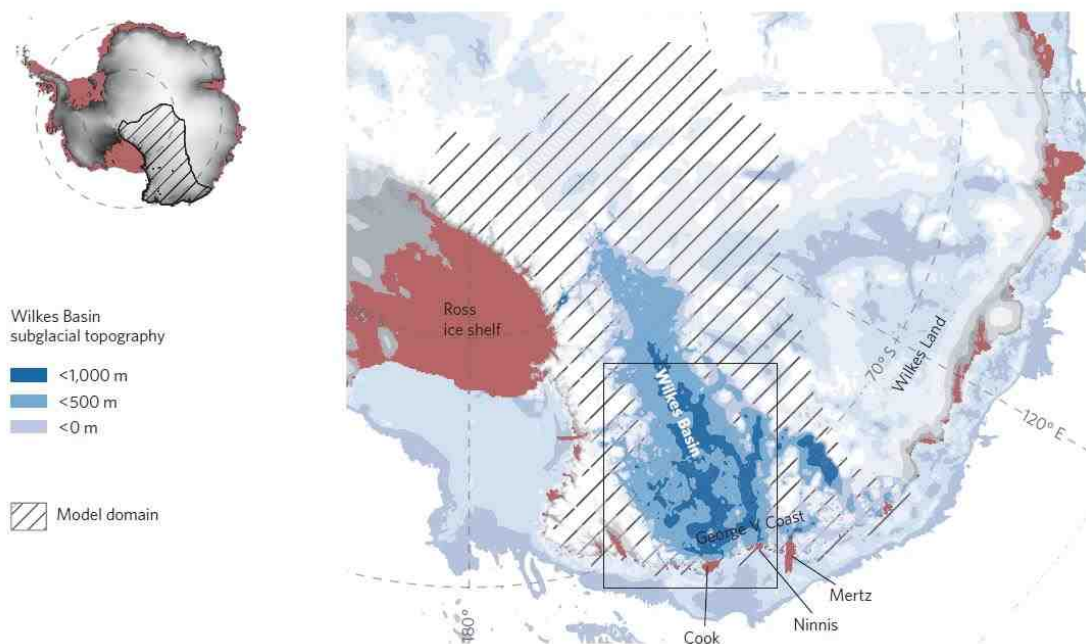 Wilkes Basin
subglacial topography
<1,000 m
<500 m
<0 m
Model domain
Ross
ice shelf
Wilkes Basin
George V Coast
70° S
Wilkes Land
120° E
180°
Cook
Ninnis
Mertz